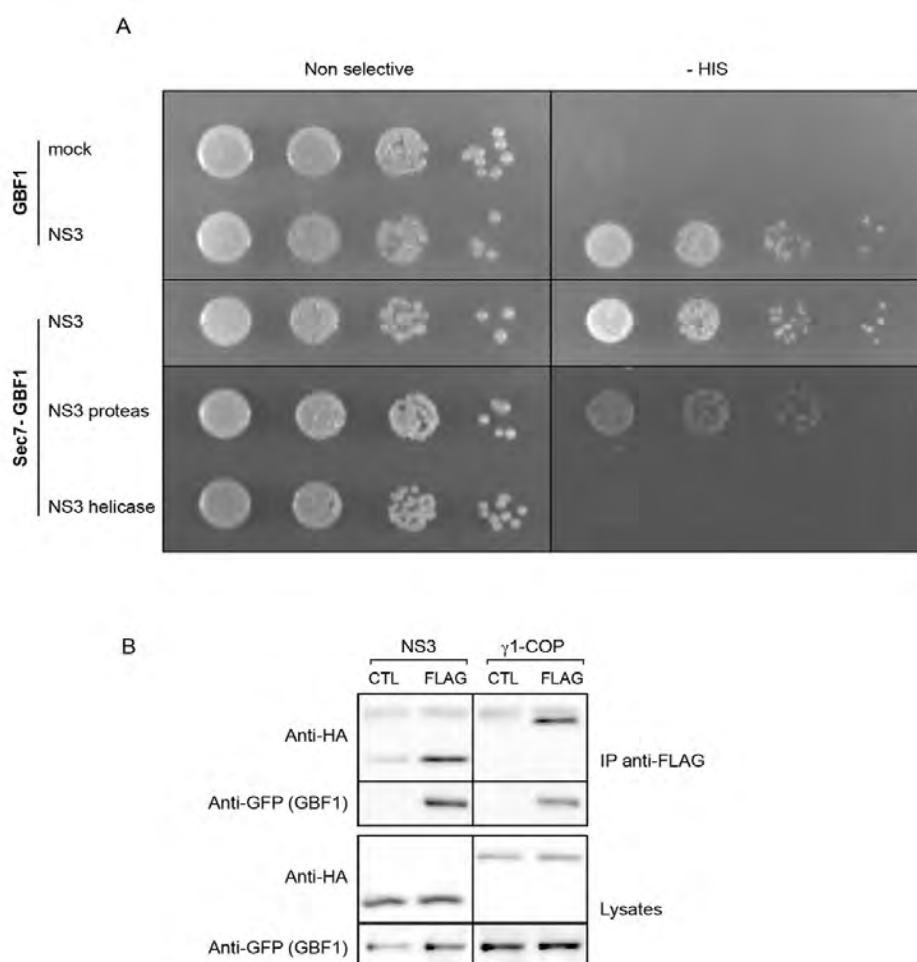 A
Non selective
- HIS
GBF1
mock
NS3
Sec7- GBF1
NS3
NS3 proteas
NS3 helicase
B
NS3
γ1-COP
CTL
FLAG
CTL
FLAG
Anti-HA
IP anti-FLAG
Anti-GFP (GBF1)
Anti-HA
Lysates
Anti-GFP (GBF1)